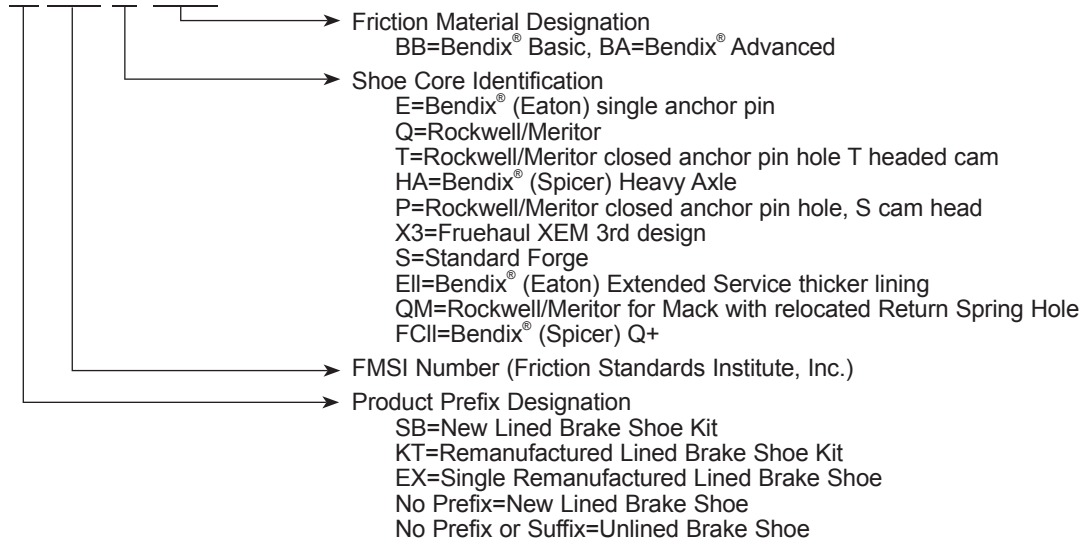 Friction Material Designation
BB=Bendix® Basic, BA=Bendix® Advanced
Shoe Core Identification
E=Bendix® (Eaton) single anchor pin
Q=Rockwell/Meritor
T=Rockwell/Meritor closed anchor pin hole T headed cam
HA=Bendix® (Spicer) Heavy Axle
P=Rockwell/Meritor closed anchor pin hole, S cam head
X3=Fruehaul XEM 3rd design
S=Standard Forge
Ell=Bendix® (Eaton) Extended Service thicker lining
QM=Rockwell/Meritor for Mack with relocated Return Spring Hole
FCll=Bendix® (Spicer) Q+
FMSI Number (Friction Standards Institute, Inc.)
Product Prefix Designation
SB=New Lined Brake Shoe Kit
KT=Remanufactured Lined Brake Shoe Kit
EX=Single Remanufactured Lined Brake Shoe
No Prefix=New Lined Brake Shoe
No Prefix or Suffix=Unlined Brake Shoe